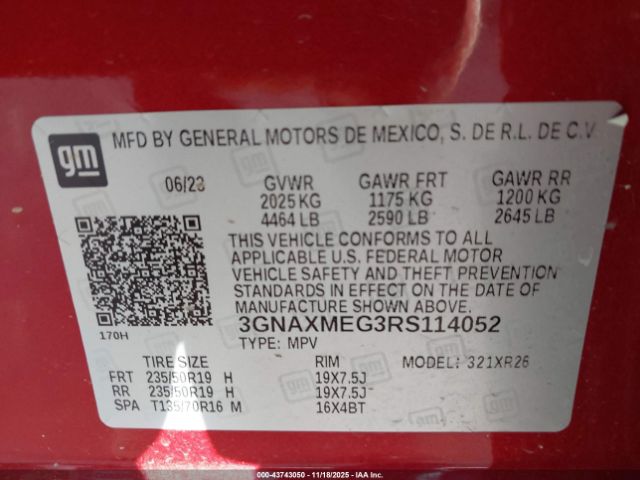 gm
MFD BY GENERAL MOTORS DE MEXICO, S. DE R.L. DE C.V
06/23 GVWR GAWR FRT GAWR RR
2025 KG 1175 KG 1200 KG
4464 LB 2590 LB 2645 LB
THIS VEHICLE CONFORMS TO ALL
APPLICABLE U.S. FEDERAL MOTOR
VEHICLE SAFETY AND THEFT PREVENTION
STANDARDS IN EFFECT ON THE DATE OF
MANUFACTURE SHOWN ABOVE.
3GNAXMEG3RS114052
170H
TYPE: MPV MODEL: 321XR26
TIRE SIZE RIM
FRT 235/50R19 H 19X7.5J
RR 235/50R19 H 19X7.5J
SPA T135/70R16 M 16X4BT
000-43743050 - 11/18/2025 - IAAI.COM